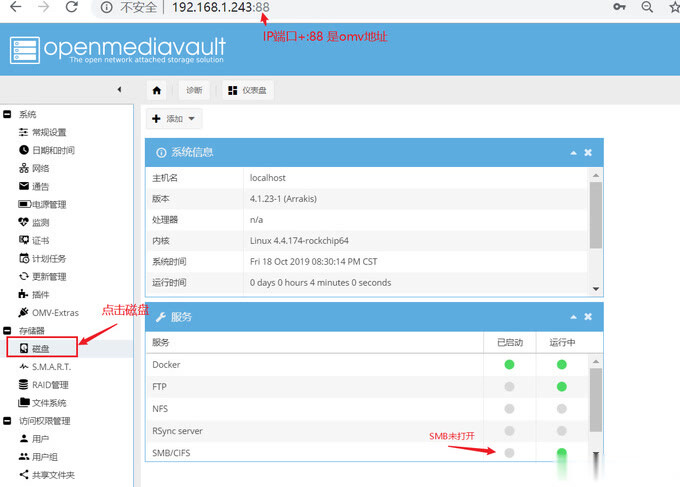 不安全 192.168.1.243:88
IP端口+:88 是omv地址
openmediavault
The open network attached storage solution
诊断 仪表盘
添加
系统
常规设置
日期和时间
网络
通告
电源管理
监测
证书
计划任务
更新管理
插件
OMV-Extras
点击磁盘
存储器
磁盘
S.M.A.R.T.
RAID管理
文件系统
访问权限管理
用户
用户组
共享文件夹
系统信息
主机名 localhost
版本 4.1.23-1 (Arrakis)
处理器 n/a
内核 Linux 4.4.174-rockchip64
系统时间 Fri 18 Oct 2019 08:30:14 PM CST
运行时间 0 days 0 hours 4 minutes 0 seconds
服务
服务 已启动 运行中
Docker
FTP
NFS
RSync server
SMB未打开
SMB/CIFS